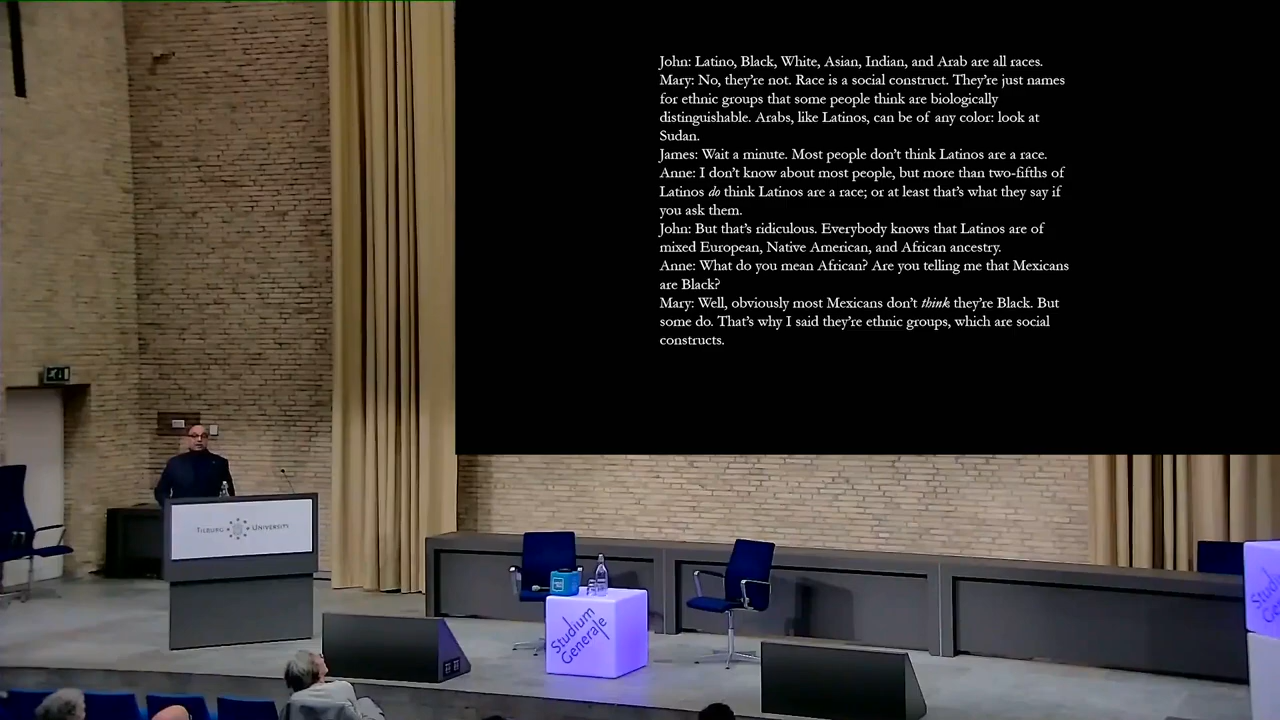 John: Latino, Black, White, Asian, Indian, and Arab are all races.
Mary: No, they're not. Race is a social construct. They're just names
for ethnic groups that some people think are biologically
distinguishable. Arabs, like Latinos, can be of any color: look at
Sudan.
James: Wait a minute. Most people don't think Latinos are a race.
Anne: I don't know about most people, but more than two-fifths of
Latinos do think Latinos are a race; or at least that's what they say if
you ask them.
John: But that's ridiculous. Everybody knows that Latinos are of
mixed European, Native American, and African ancestry.
Anne: What do you mean African? Are you telling me that Mexicans
are Black?
Mary: Well, obviously most Mexicans don't think they're Black. But
some do. That's why I said they're ethnic groups, which are social
constructs.
TILBURG UNIVERSITY
Studium
Generale
Studium